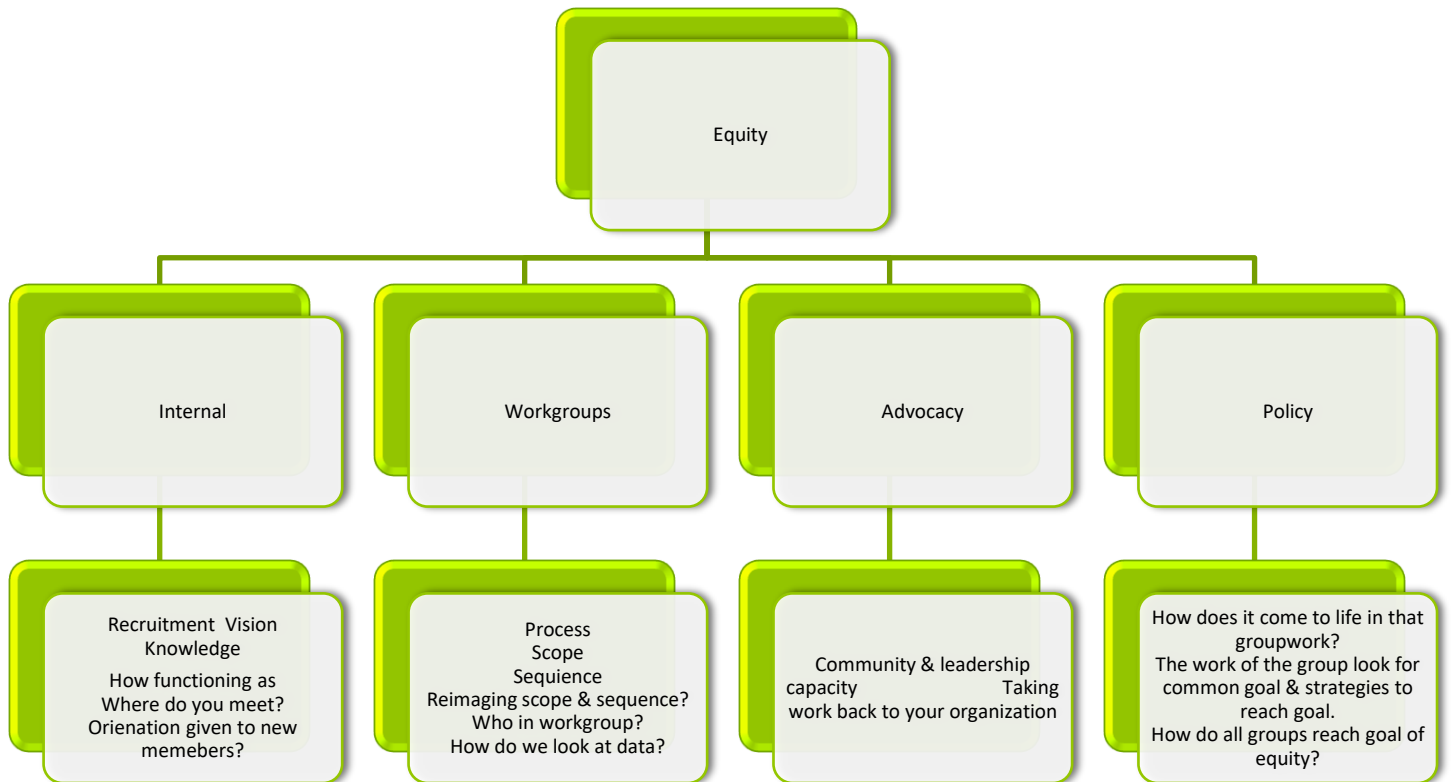 Equity
Internal
Workgroups
Advocacy
Policy
Recruitment Vision
Knowledge
How functioning as
Where do you meet?
Orienation given to new
memebers?
Process
Scope
Sequience
Reimaging scope & sequence?
Who in workgroup?
How do we look at data?
Community & leadership
capacity Taking
work back to your organization
How does it come to life in that
groupwork?
The work of the group look for
common goal & strategies to
reach goal.
How do all groups reach goal of
equity?